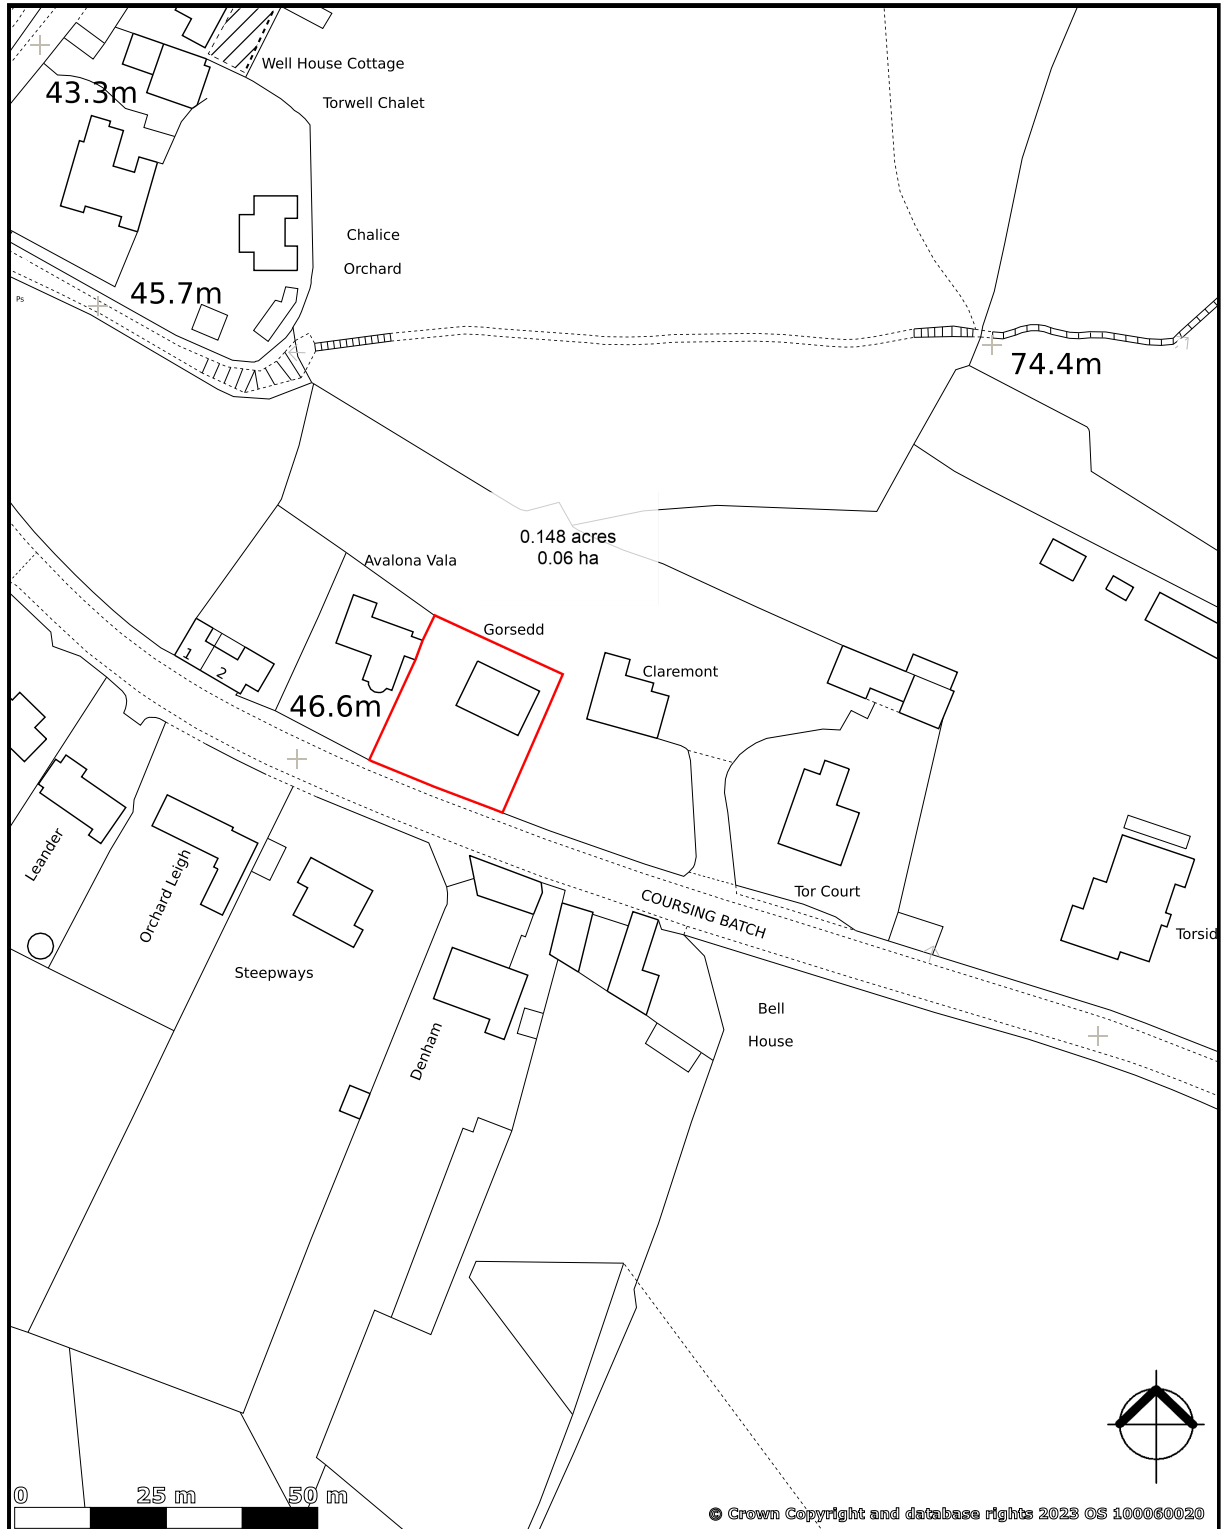 Well House Cottage
43.3m
Torwell Chalet
Chalice
Orchard
45.7m
Ps
74.4m
0.148 acres
0.06 ha
Avalona Vala
Gorsedd
1
2
Claremont
46.6m
Leander
Orchard Leigh
Tor Court
COURSING BATCH
Torsid
Steepways
Denham
Bell
House
0 25 m 50 m
© Crown Copyright and database rights 2023 OS 100060020